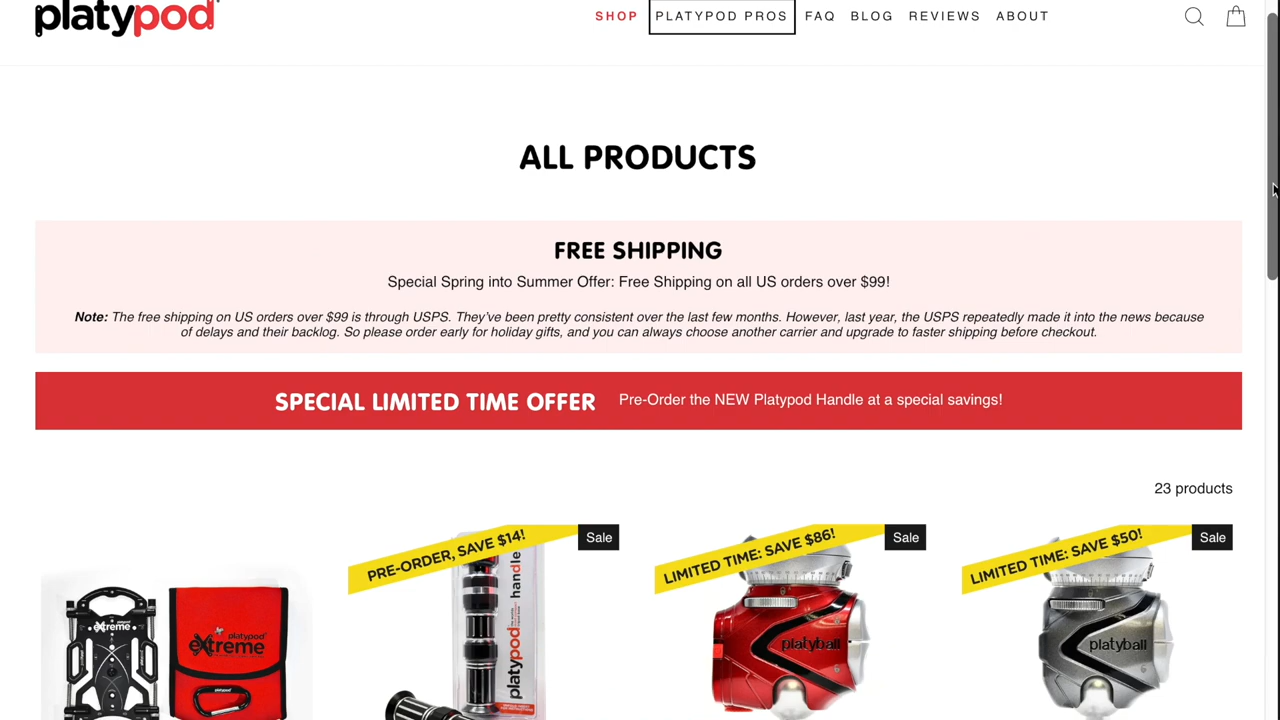 platypod
SHOP PLATYPOD PROS FAQ BLOG REVIEWS ABOUT
ALL PRODUCTS
FREE SHIPPING
Special Spring into Summer Offer: Free Shipping on all US orders over $99!
Note: The free shipping on US orders over $99 is through USPS. They've been pretty consistent over the last few months. However, last year, the USPS repeatedly made it into the news because
of delays and their backlog. So please order early for holiday gifts, and you can always choose another carrier and upgrade to faster shipping before checkout.
SPECIAL LIMITED TIME OFFER Pre-Order the NEW Platypod Handle at a special savings!
23 products
PRE-ORDER, SAVE $14!
Sale
LIMITED TIME: SAVE $86!
Sale
LIMITED TIME: SAVE $50!
Sale
extreme
platypod
extreme
platypod
platypod handle
platyball
platyball